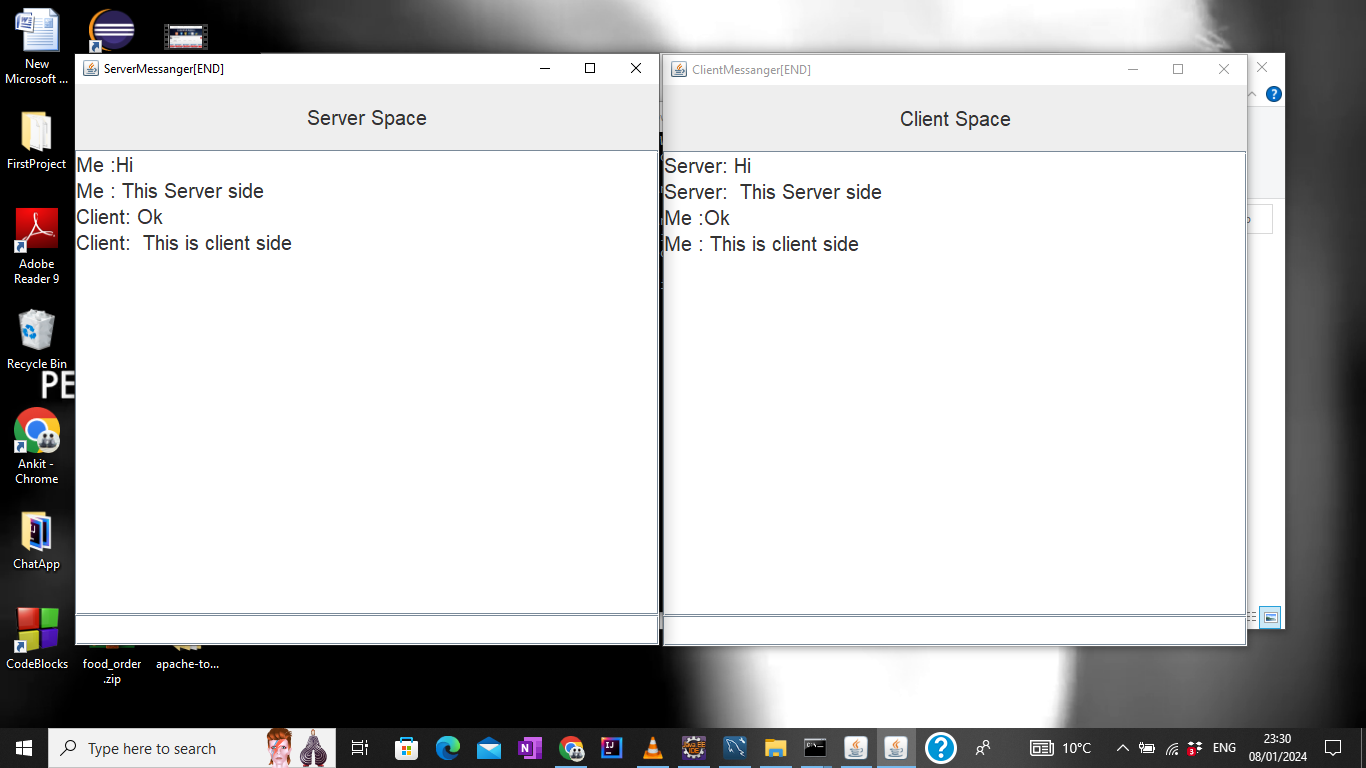 New
Microsoft ...
FirstProject
Adobe
Reader 9
Recycle Bin
PE
Ankit -
Chrome
ChatApp
CodeBlocks
food_order
.zip
apache-to...
ServerMessanger[END]
Server Space
Me :Hi
Me : This Server side
Client: Ok
Client:  This is client side
ClientMessanger[END]
Client Space
Server: Hi
Server:  This Server side
Me :Ok
Me : This is client side
Type here to search
10°C
ENG
23:30
08/01/2024